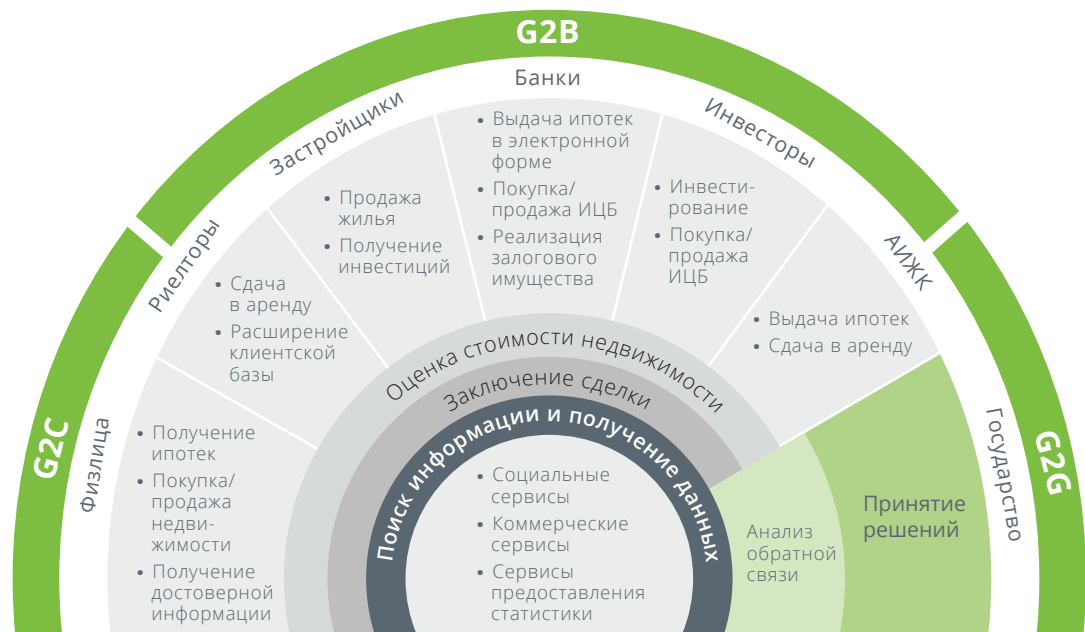 G2B
Банки
Застройщики
Инвесторы
Риелторы
АИЖК
G2C
Физлица
Государство
G2G
• Выдача ипотек
в электронной
форме
• Покупка/
продажа ИЦБ
• Реализация
залогового
имущества
• Продажа
жилья
• Получение
инвестиций
• Инвести-
рование
• Покупка/
продажа
ИЦБ
• Сдача
в аренду
• Расширение
клиентской
базы
• Выдача ипотек
• Сдача в аренду
• Получение
ипотек
• Покупка/
продажа
недви-
жимости
• Получение
достоверной
информации
Оценка стоимости недвижимости
Заключение сделки
Поиск информации и получение данных
• Социальные
сервисы
• Коммерческие
сервисы
• Сервисы
предоставления
статистики
Анализ
обратной
связи
Принятие
решений